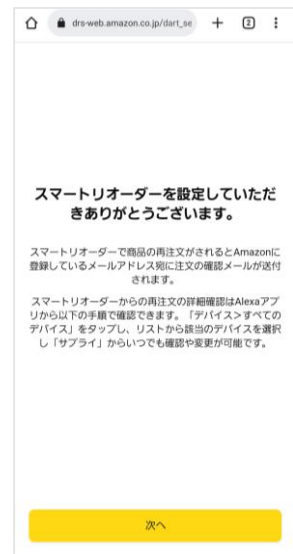 drs-web.amazon.co.jp/dart_se
2
スマートリオーダーを設定していただ
きありがとうございます。
スマートリオーダーで商品の再注文がされるとAmazonに
登録しているメールアドレス宛に注文の確認メールが送付
されます。
スマートリオーダーからの再注文の詳細確認はAlexaアプ
リから以下の手順で確認できます。「デバイス＞すべての
デバイス」をタップし、リストから該当のデバイスを選択
し「サプライ」からいつでも確認や変更が可能です。
次へ